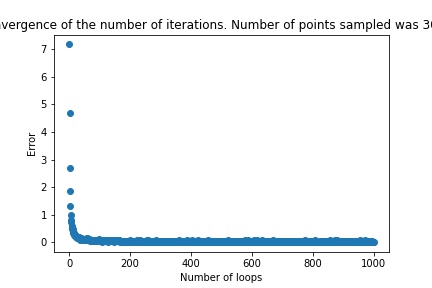 vergence of the number of iterations. Number of points sampled was 30
7
6
5
4
3
2
1
0
Error
0 200 400 600 800 1000
Number of loops